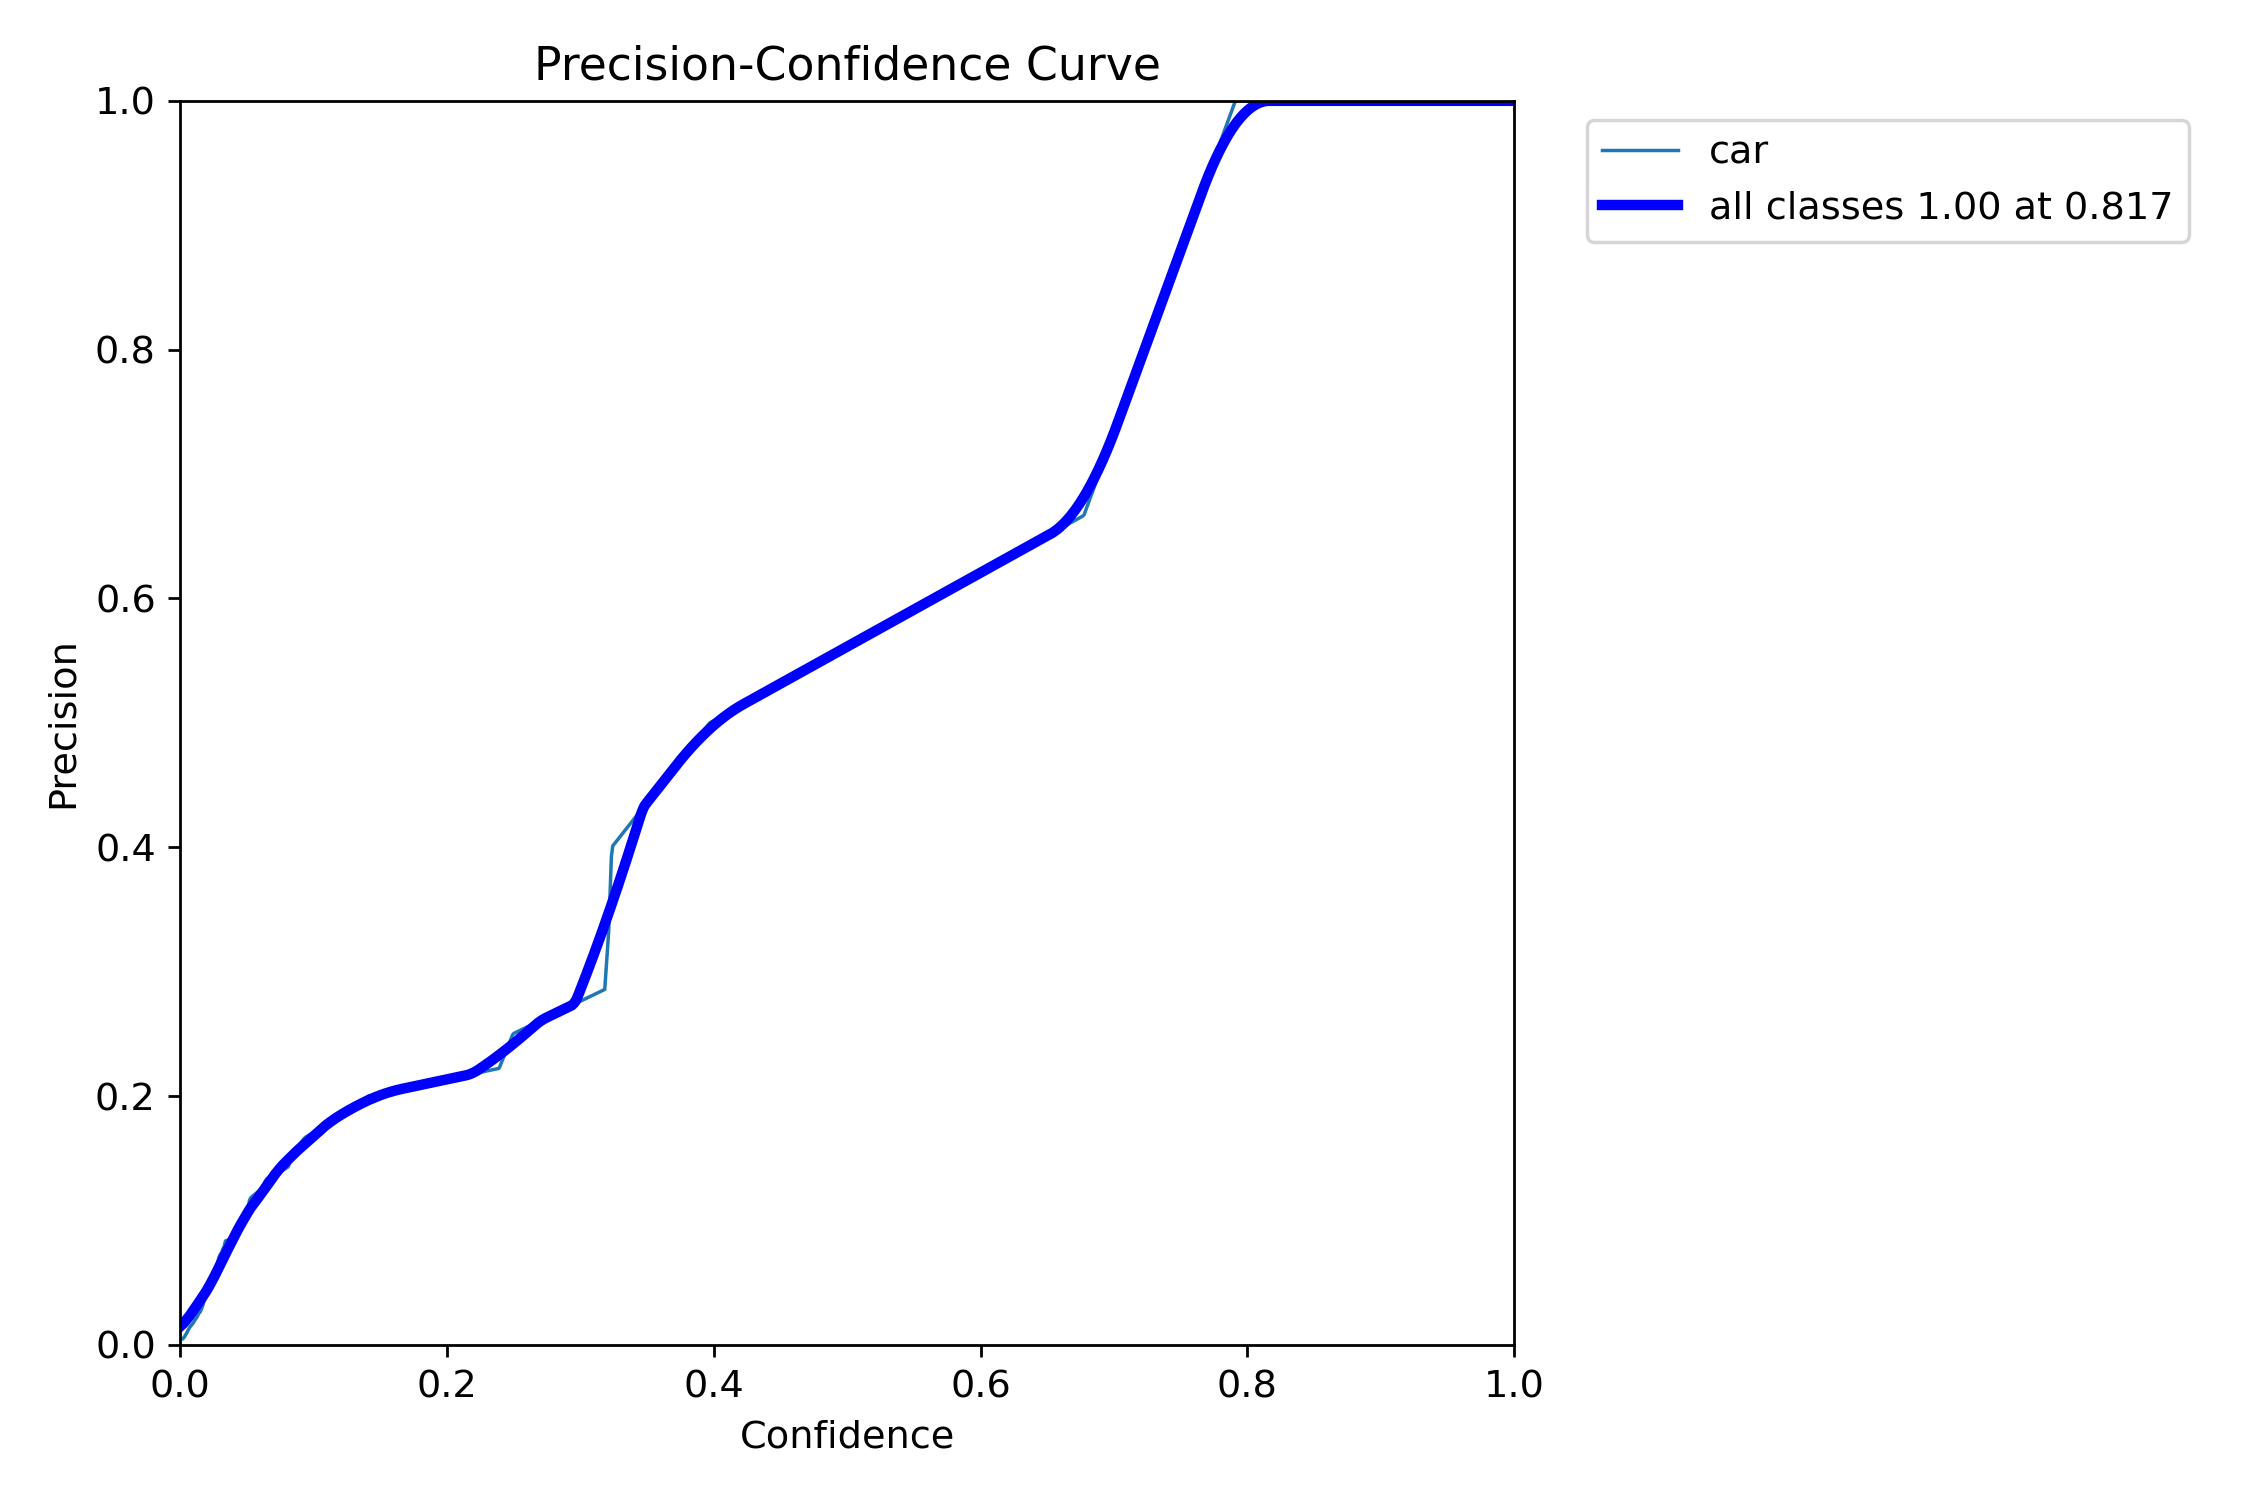 Precision-Confidence Curve
1.0
0.8
0.6
0.4
0.2
0.0
Precision
0.0 0.2 0.4 0.6 0.8 1.0
Confidence
car
all classes 1.00 at 0.817